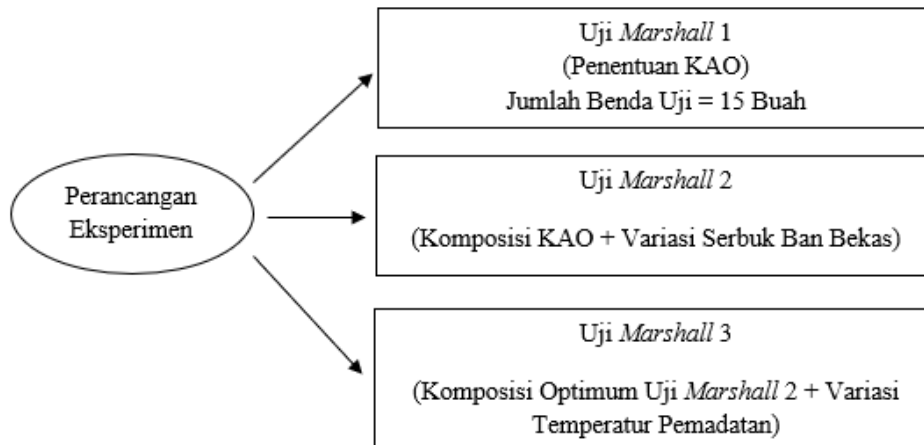 Perancangan
Eksperimen
Uji Marshall 1
(Penentuan KAO)
Jumlah Benda Uji = 15 Buah
Uji Marshall 2
(Komposisi KAO + Variasi Serbuk Ban Bekas)
Uji Marshall 3
(Komposisi Optimum Uji Marshall 2 + Variasi
Temperatur Pemadatan)